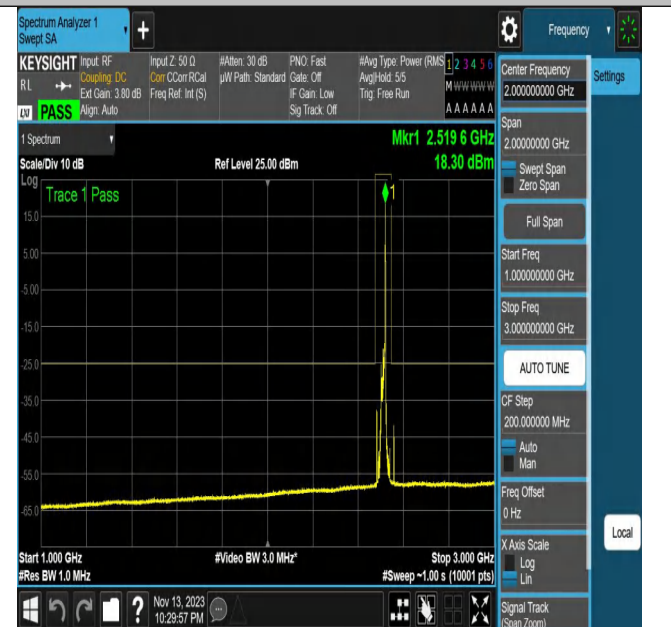 Spectrum Analyzer 1
Swept SA
+
Frequency
KEYSIGHT
RL
LXI
PASS
Input: RF
Coupling: DC
Ext Gain: 3.80 dB
Align: Auto
Input Z: 50 Ω
Corr CCorr RCal
Freq Ref: Int (S)
#Atten: 30 dB
µW Path: Standard
PNO: Fast
Gate: Off
IF Gain: Low
Sig Track: Off
#Avg Type: Power (RMS
Avg|Hold: 5/5
Trig: Free Run
1 2 3 4 5 6
M W W W W W
A A A A A A
1 Spectrum
Scale/Div 10 dB
Ref Level 25.00 dBm
Mkr1 2.519 6 GHz
18.30 dBm
Log
Trace 1 Pass
1
15.0
5.00
-5.00
-15.0
-25.0
-35.0
-45.0
-55.0
-65.0
Start 1.000 GHz
#Res BW 1.0 MHz
#Video BW 3.0 MHz*
Stop 3.000 GHz
#Sweep ~1.00 s (10001 pts)
Nov 13, 2023
10:29:57 PM
?
Center Frequency
2.000000000 GHz
Settings
Span
2.00000000 GHz
Swept Span
Zero Span
Full Span
Start Freq
1.000000000 GHz
Stop Freq
3.000000000 GHz
AUTO TUNE
CF Step
200.000000 MHz
Auto
Man
Freq Offset
0 Hz
X Axis Scale
Log
Lin
Local
Signal Track
(Span Zoom)